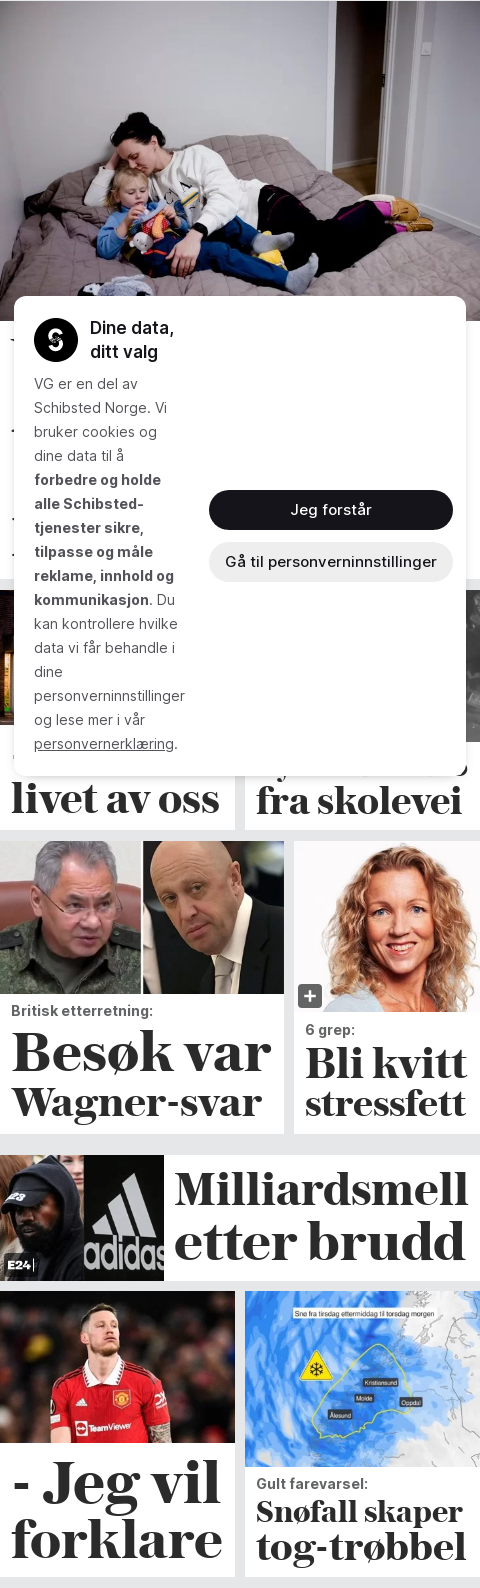 Dine data,
ditt valg
VG er en del av
Schibsted Norge. Vi
bruker cookies og
dine data til å
forbedre og holde
alle Schibsted-
tjenester sikre,
tilpasse og måle
reklame, innhold og
kommunikasjon. Du
kan kontrollere hvilke
data vi får behandle i
dine
personverninnstillinger
og lese mer i vår
personvernerklæring.
Jeg forstår
Gå til personverninnstillinger
livet av oss
fra skolevei
Britisk etterretning:
Besøk var
Wagner-svar
6 grep:
Bli kvitt
stressfett
adidas
E24
Milliardsmell
etter brudd
TeamViewer
- Jeg vil
forklare
Snø fra tirsdag ettermiddag til torsdag morgen
Kristiansund
Molde
Oppdal
Ålesund
Gult farevarsel:
Snøfall skaper
tog-trøbbel